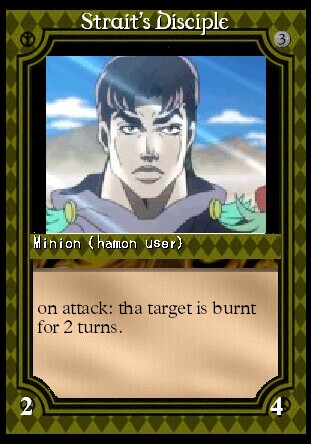 Strait's Disciple
3
Minion (hamon user)
on attack: tha target is burnt
for 2 turns.
2
4